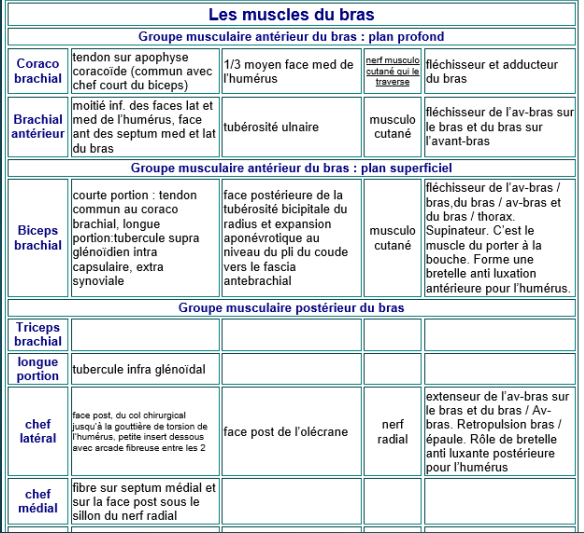 Les muscles du bras
Groupe musculaire antérieur du bras : plan profond
Coraco
brachial
tendon sur apophyse
coracoïde (commun avec
chef court du biceps)
1/3 moyen face med de
l'humérus
nerf musculo
cutané qui le
traverse
fléchisseur et adducteur
du bras
Brachial
antérieur
moitié inf. des faces lat et
med de l'humérus, face
ant des septum med et lat
du bras
tubérosité ulnaire
musculo
cutané
fléchisseur de l'av-bras sur
le bras et du bras sur
l'avant-bras
Groupe musculaire antérieur du bras : plan superficiel
Biceps
brachial
courte portion : tendon
commun au coraco
brachial, longue
portion:tubercule supra
glénoïdien intra
capsulaire, extra
synoviale
face postérieure de la
tubérosité bicipitale du
radius et expansion
aponévrotique au
niveau du pli du coude
vers le fascia
antebrachial
musculo
cutané
fléchisseur de l'av-bras /
bras,du bras / av-bras et
du bras / thorax.
Supinateur. C'est le
muscle du porter à la
bouche. Forme une
bretelle anti luxation
antérieure pour l'humérus.
Groupe musculaire postérieur du bras
Triceps
brachial
longue
portion
tubercule infra glénoïdal
chef
latéral
face post, du col chirurgical
jusqu'à la gouttière de torsion de
l'humérus, petite insert dessous
avec arcade fibreuse entre les 2
face post de l'olécrane
nerf
radial
extenseur de l'av-bras sur
le bras et du bras / Av-
bras. Retropulsion bras /
épaule. Rôle de bretelle
anti luxante postérieure
pour l'humérus
chef
médial
fibre sur septum médial et
sur la face post sous le
sillon du nerf radial